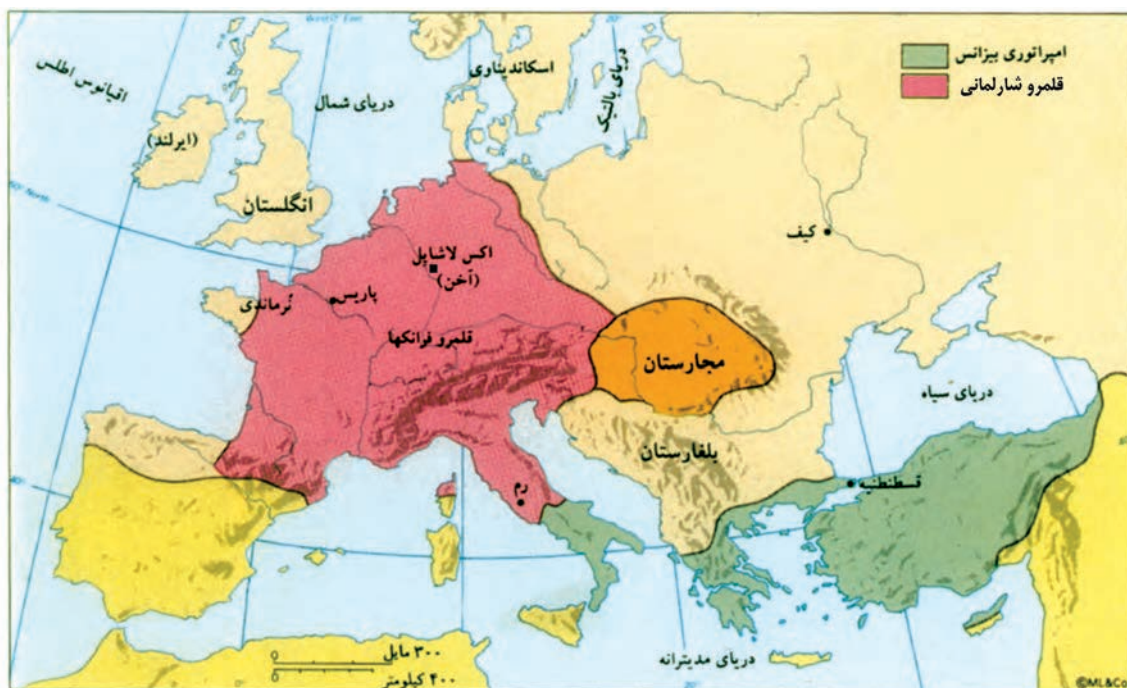 امپراتوری بیزانس
قلمرو شارلمانی
اقیانوس اطلس
دریای شمال
اسکاندیناوی
دریای بالتیک
(ایرلند)
انگلستان
کیف
اکس لاشاپل
(آخن)
پاریس
نُرماندی
قلمرو فرانکها
مجارستان
دریای سیاه
بلغارستان
قسطنطنیه
رم
دریای مدیترانه
۳۰۰ مایل
۴۰۰ کیلومتر
©ML&Co